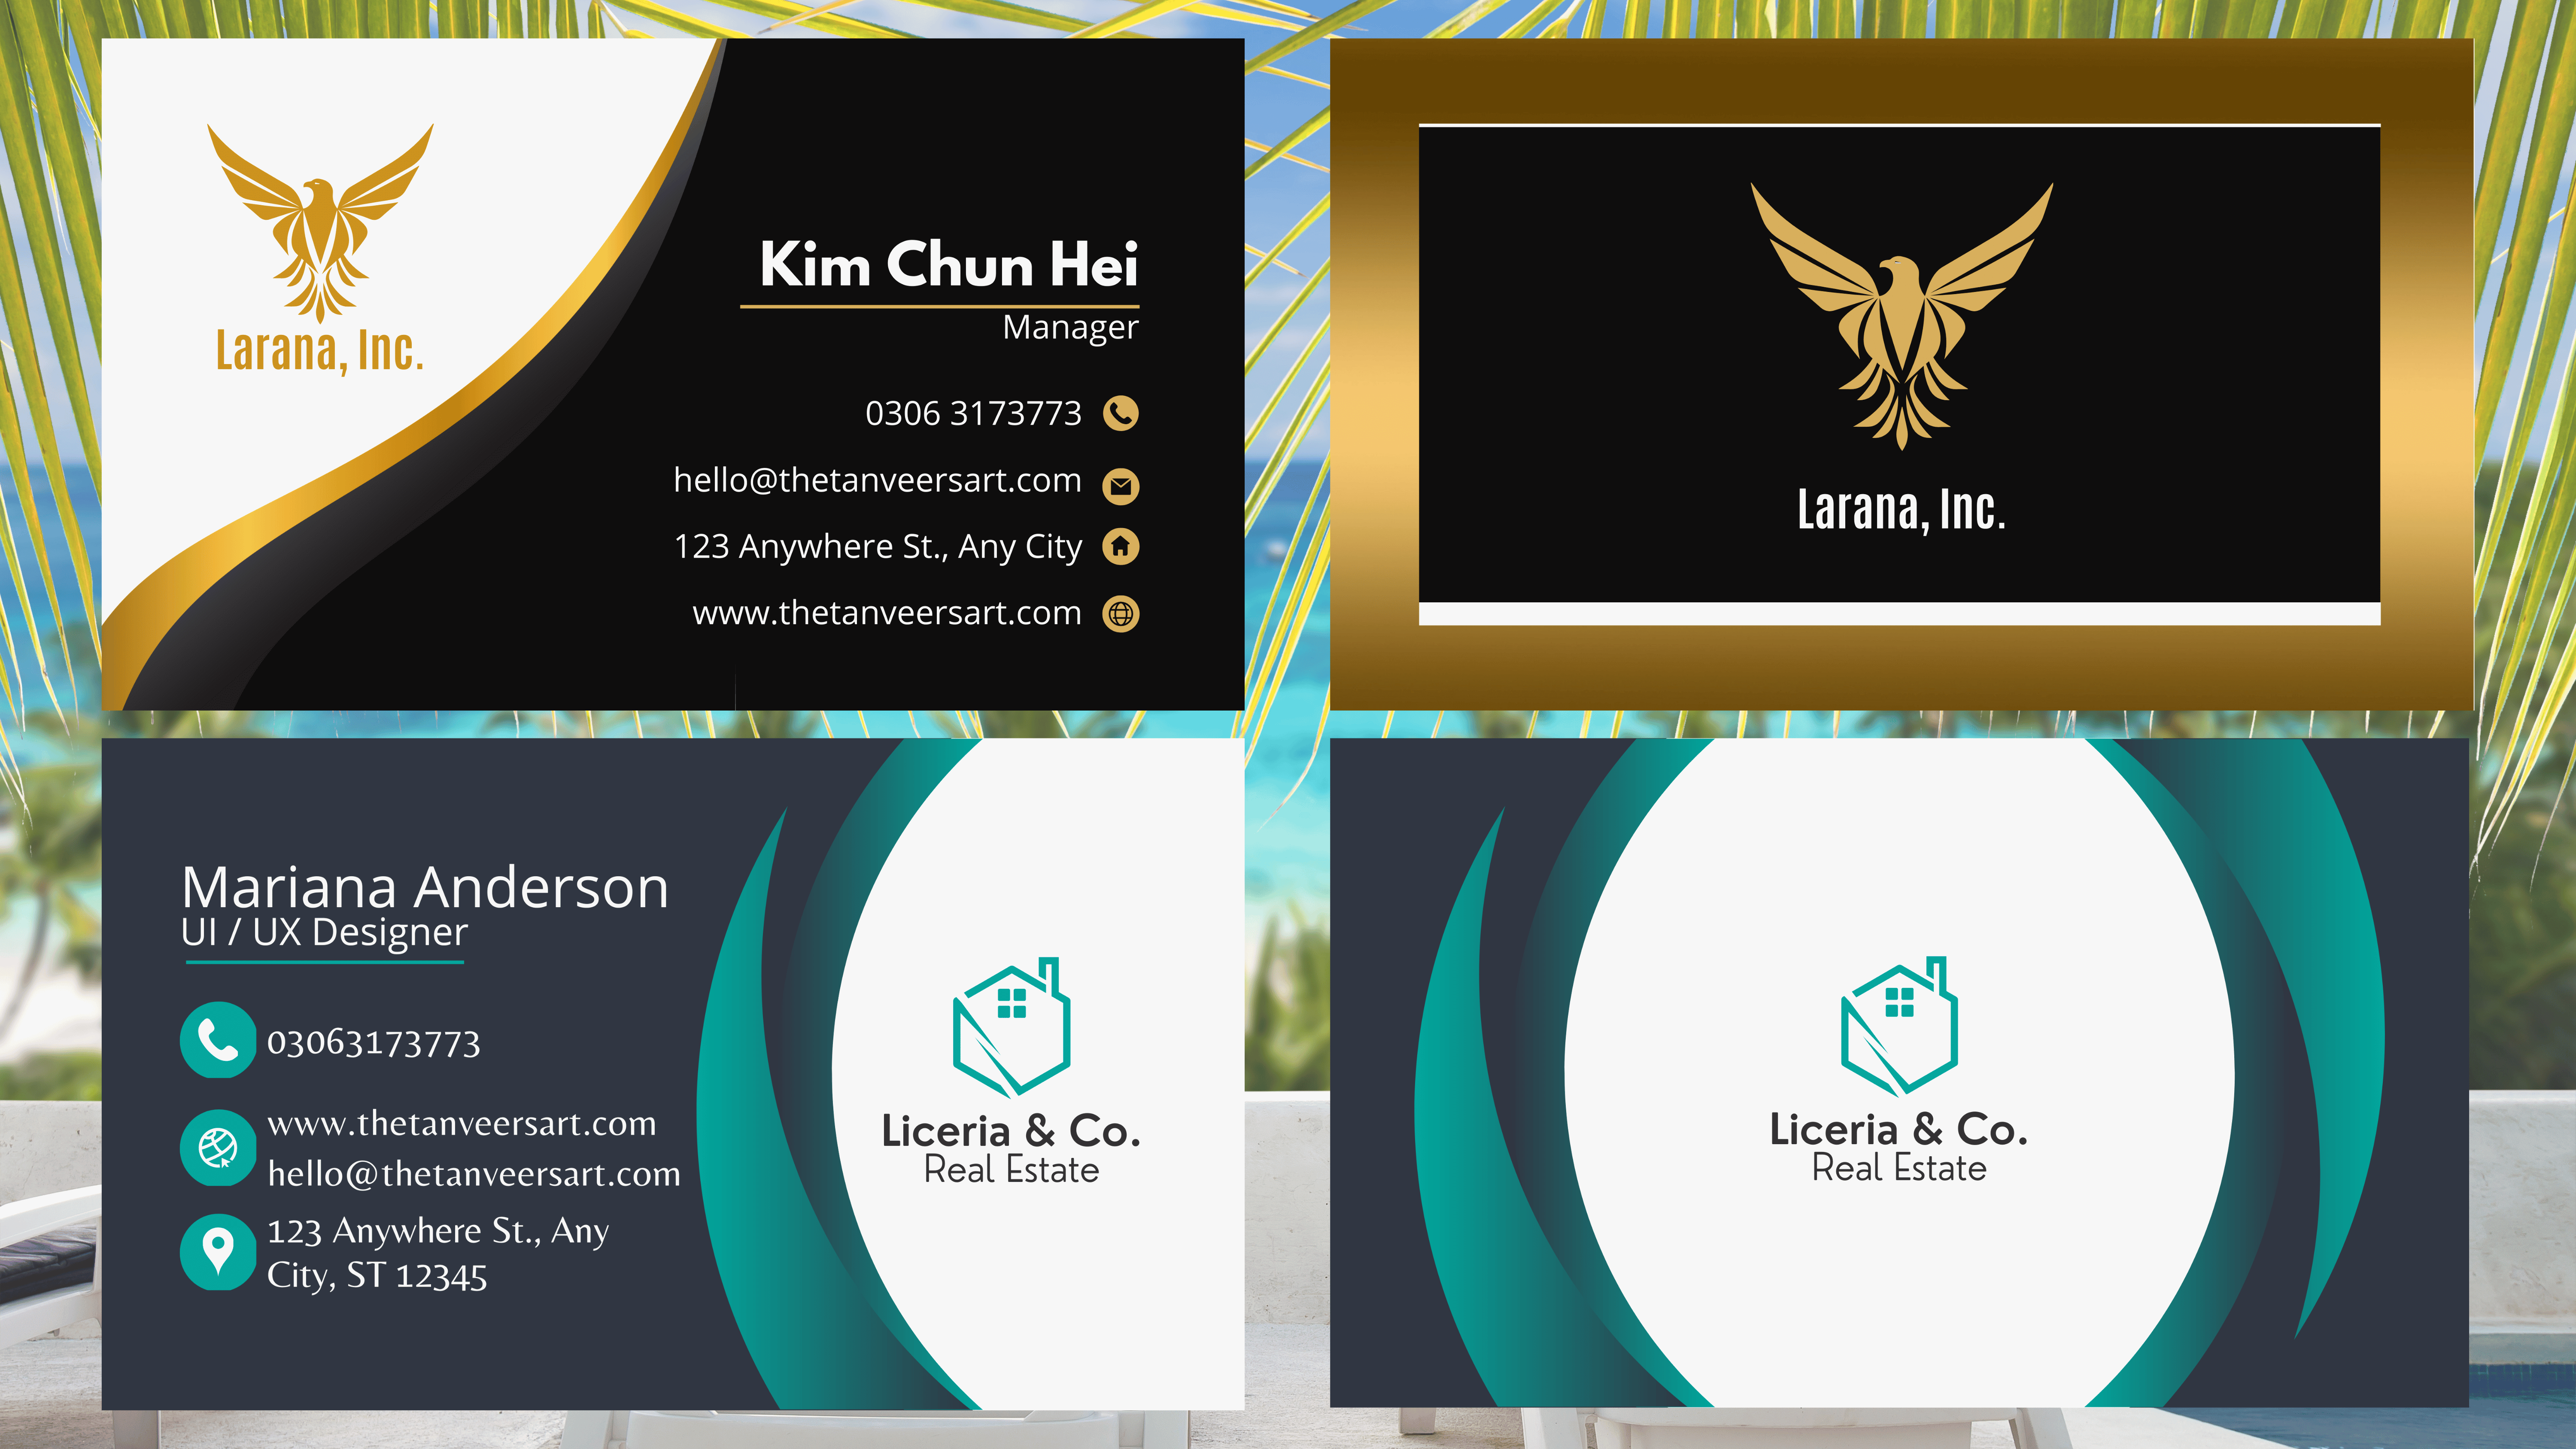 Larana, Inc.
Kim Chun Hei
Manager
0306 3173773
hello@thetanveersart.com
123 Anywhere St., Any City
www.thetanveersart.com
Larana, Inc.
Mariana Anderson
UI / UX Designer
03063173773
www.thetanveersart.com
hello@thetanveersart.com
123 Anywhere St., Any
City, ST 12345
Liceria & Co.
Real Estate
Liceria & Co.
Real Estate